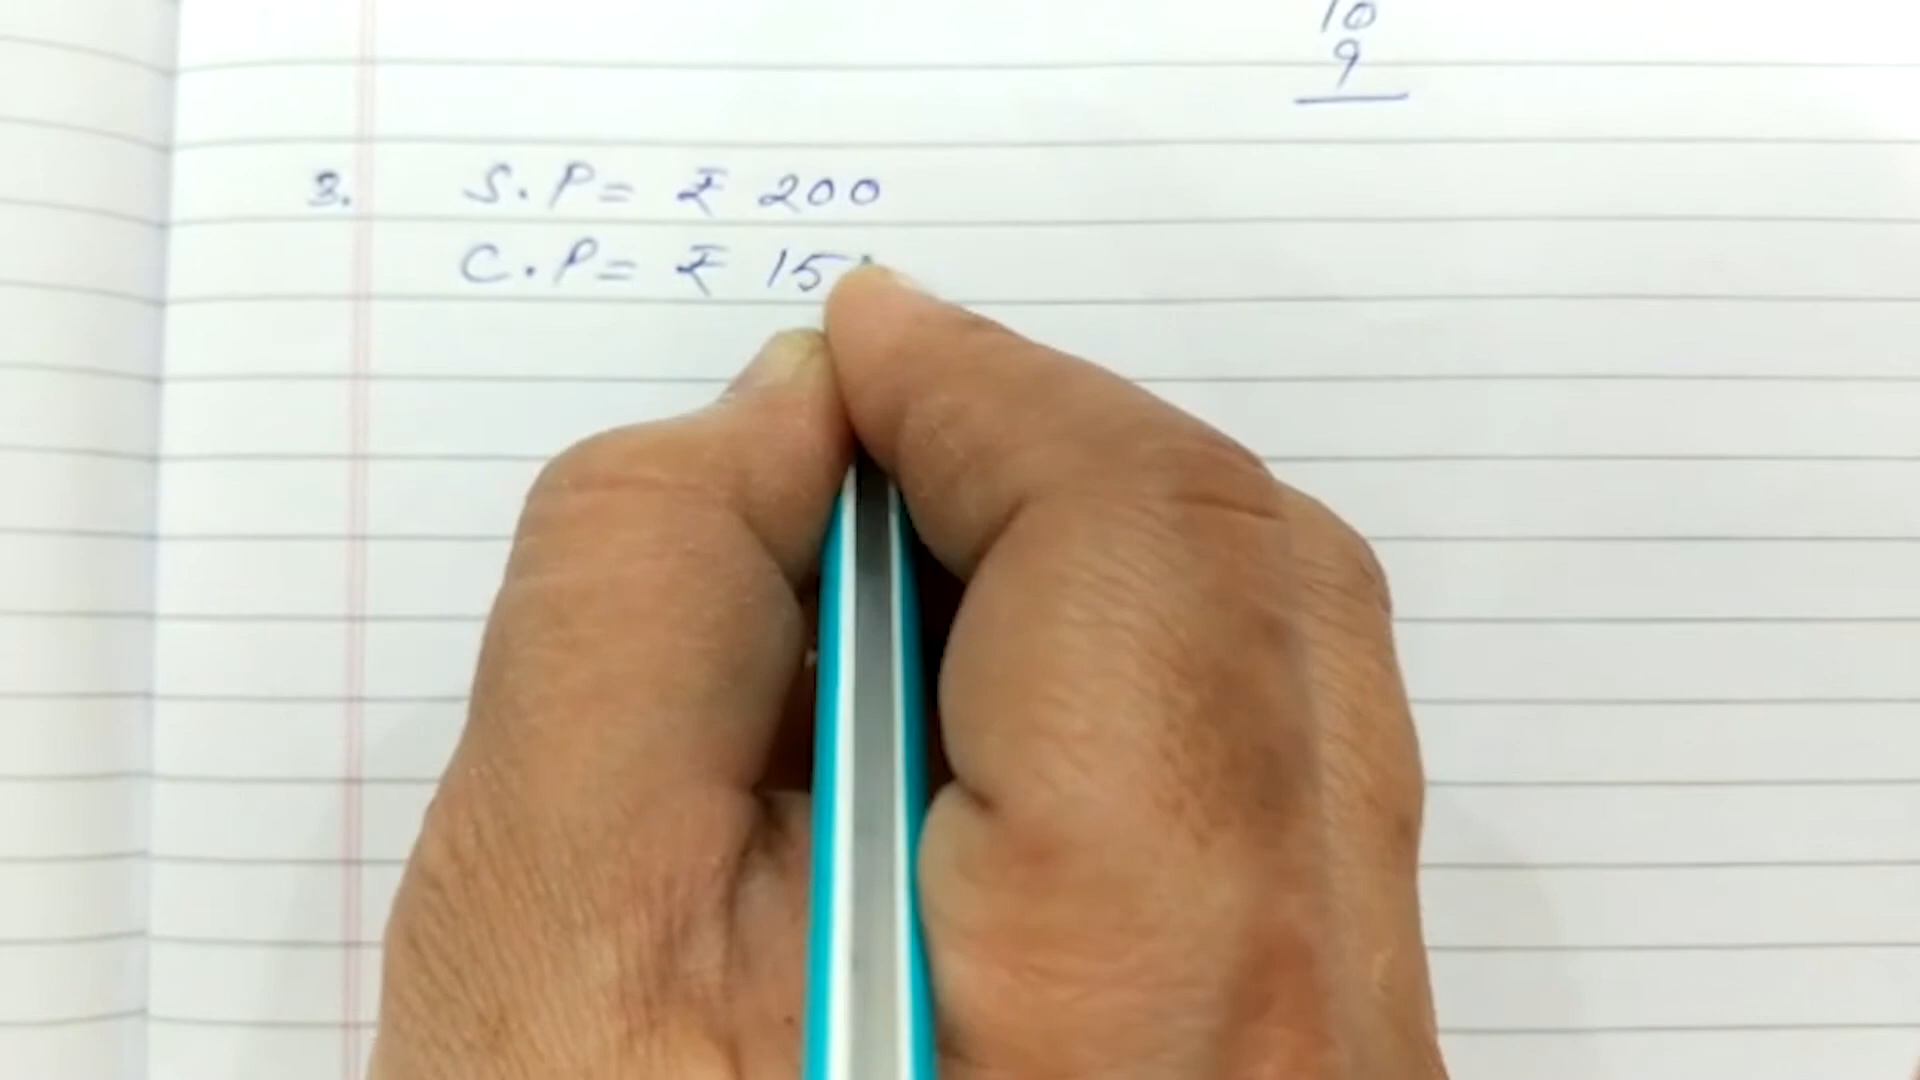 10
9
3. S.P = ₹ 200
C.P = ₹ 15